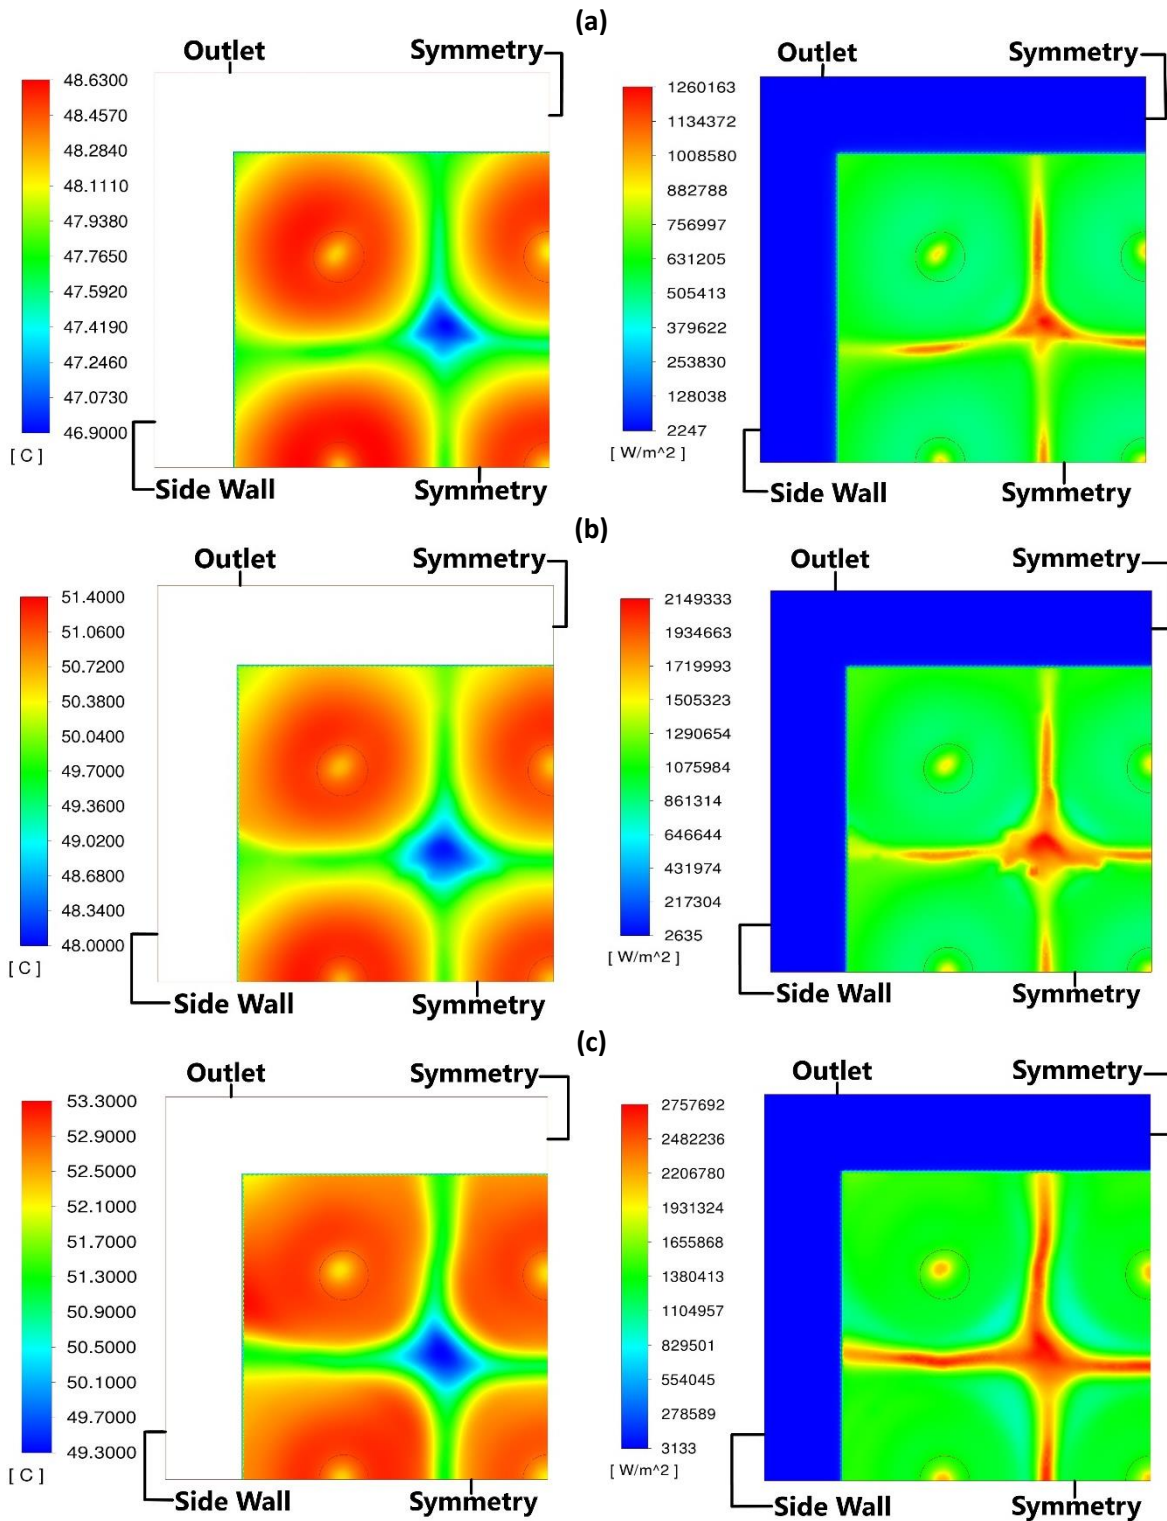 (a)
Outlet
Symmetry
48.6300
48.4570
48.2840
48.1110
47.9380
47.7650
47.5920
47.4190
47.2460
47.0730
46.9000
[ C ]
Side Wall
Symmetry
Outlet
Symmetry
1260163
1134372
1008580
882788
756997
631205
505413
379622
253830
128038
2247
[ W/m^2 ]
Side Wall
Symmetry
(b)
Outlet
Symmetry
51.4000
51.0600
50.7200
50.3800
50.0400
49.7000
49.3600
49.0200
48.6800
48.3400
48.0000
[ C ]
Side Wall
Symmetry
Outlet
Symmetry
2149333
1934663
1719993
1505323
1290654
1075984
861314
646644
431974
217304
2635
[ W/m^2 ]
Side Wall
Symmetry
(c)
Outlet
Symmetry
53.3000
52.9000
52.5000
52.1000
51.7000
51.3000
50.9000
50.5000
50.1000
49.7000
49.3000
[ C ]
Side Wall
Symmetry
Outlet
Symmetry
2757692
2482236
2206780
1931324
1655868
1380413
1104957
829501
554045
278589
3133
[ W/m^2 ]
Side Wall
Symmetry